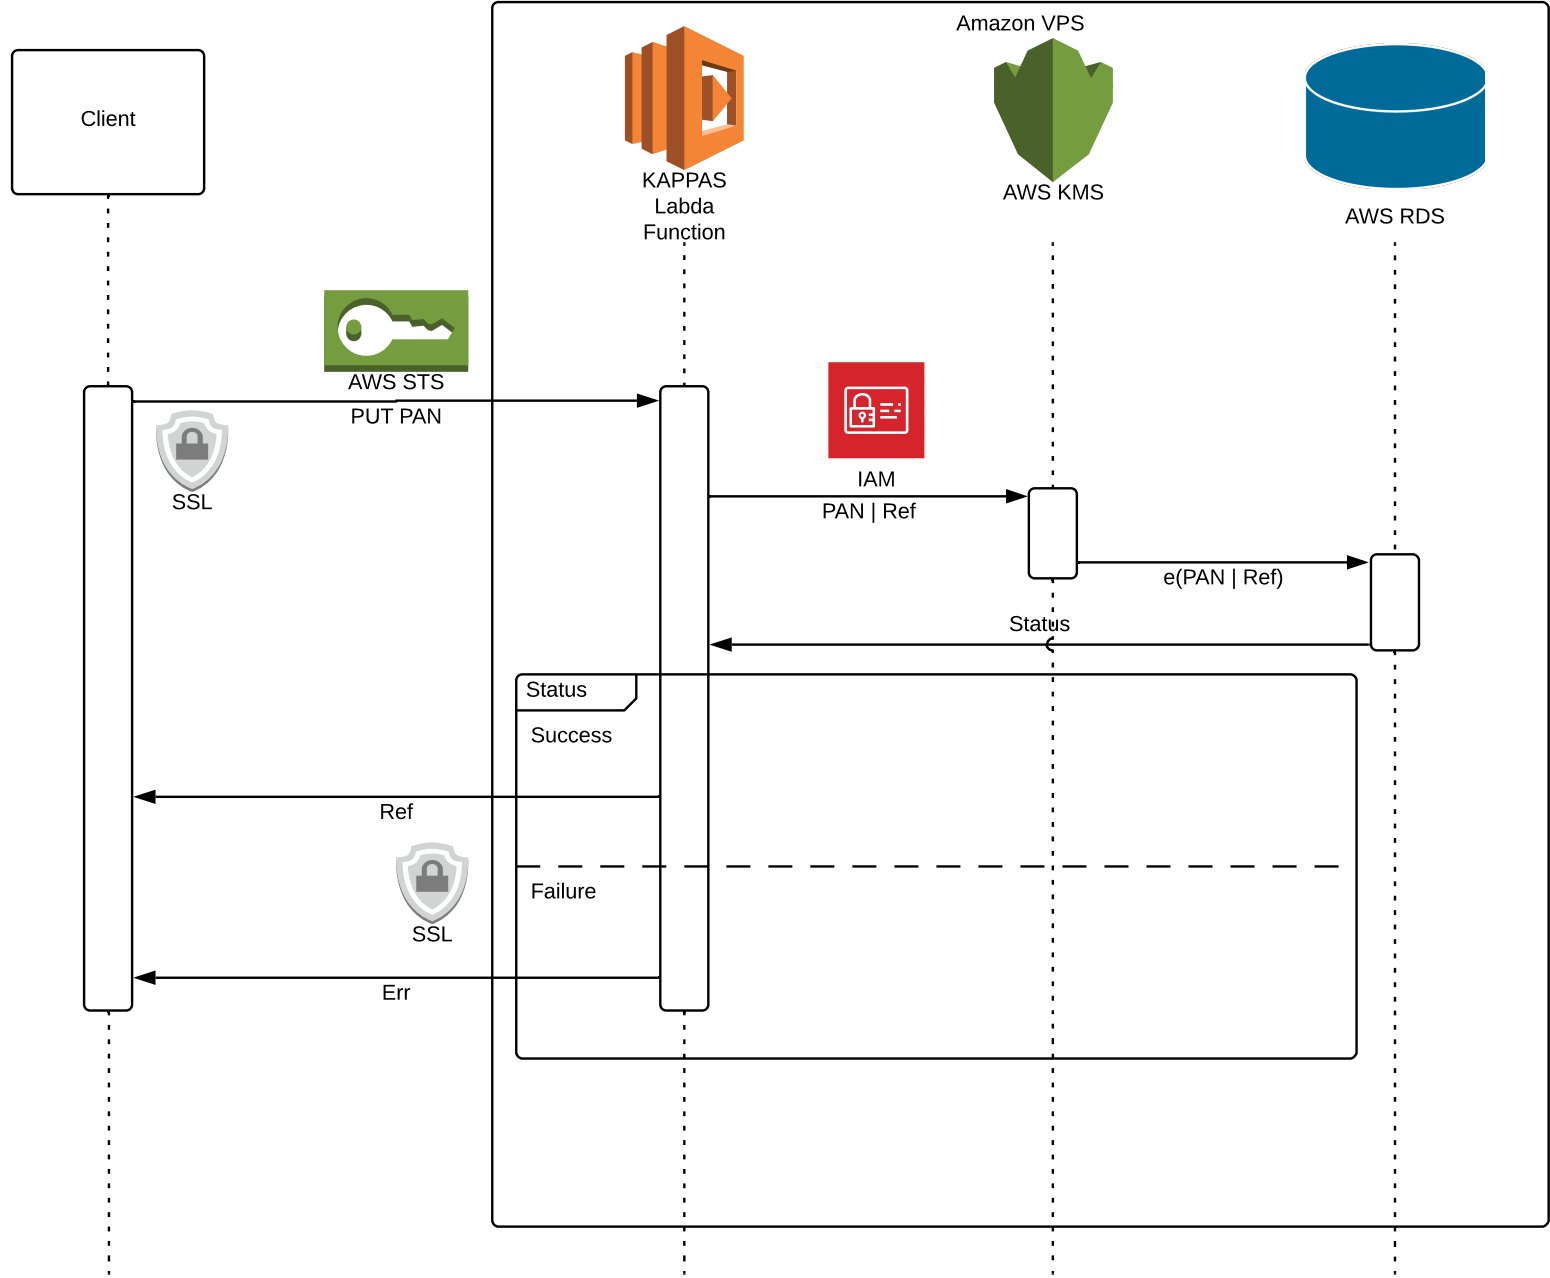 Amazon VPS
Client
KAPPAS
Labda
Function
AWS KMS
AWS RDS
AWS STS
PUT PAN
SSL
IAM
PAN | Ref
e(PAN | Ref)
Status
Status
Success
Ref
Failure
SSL
Err